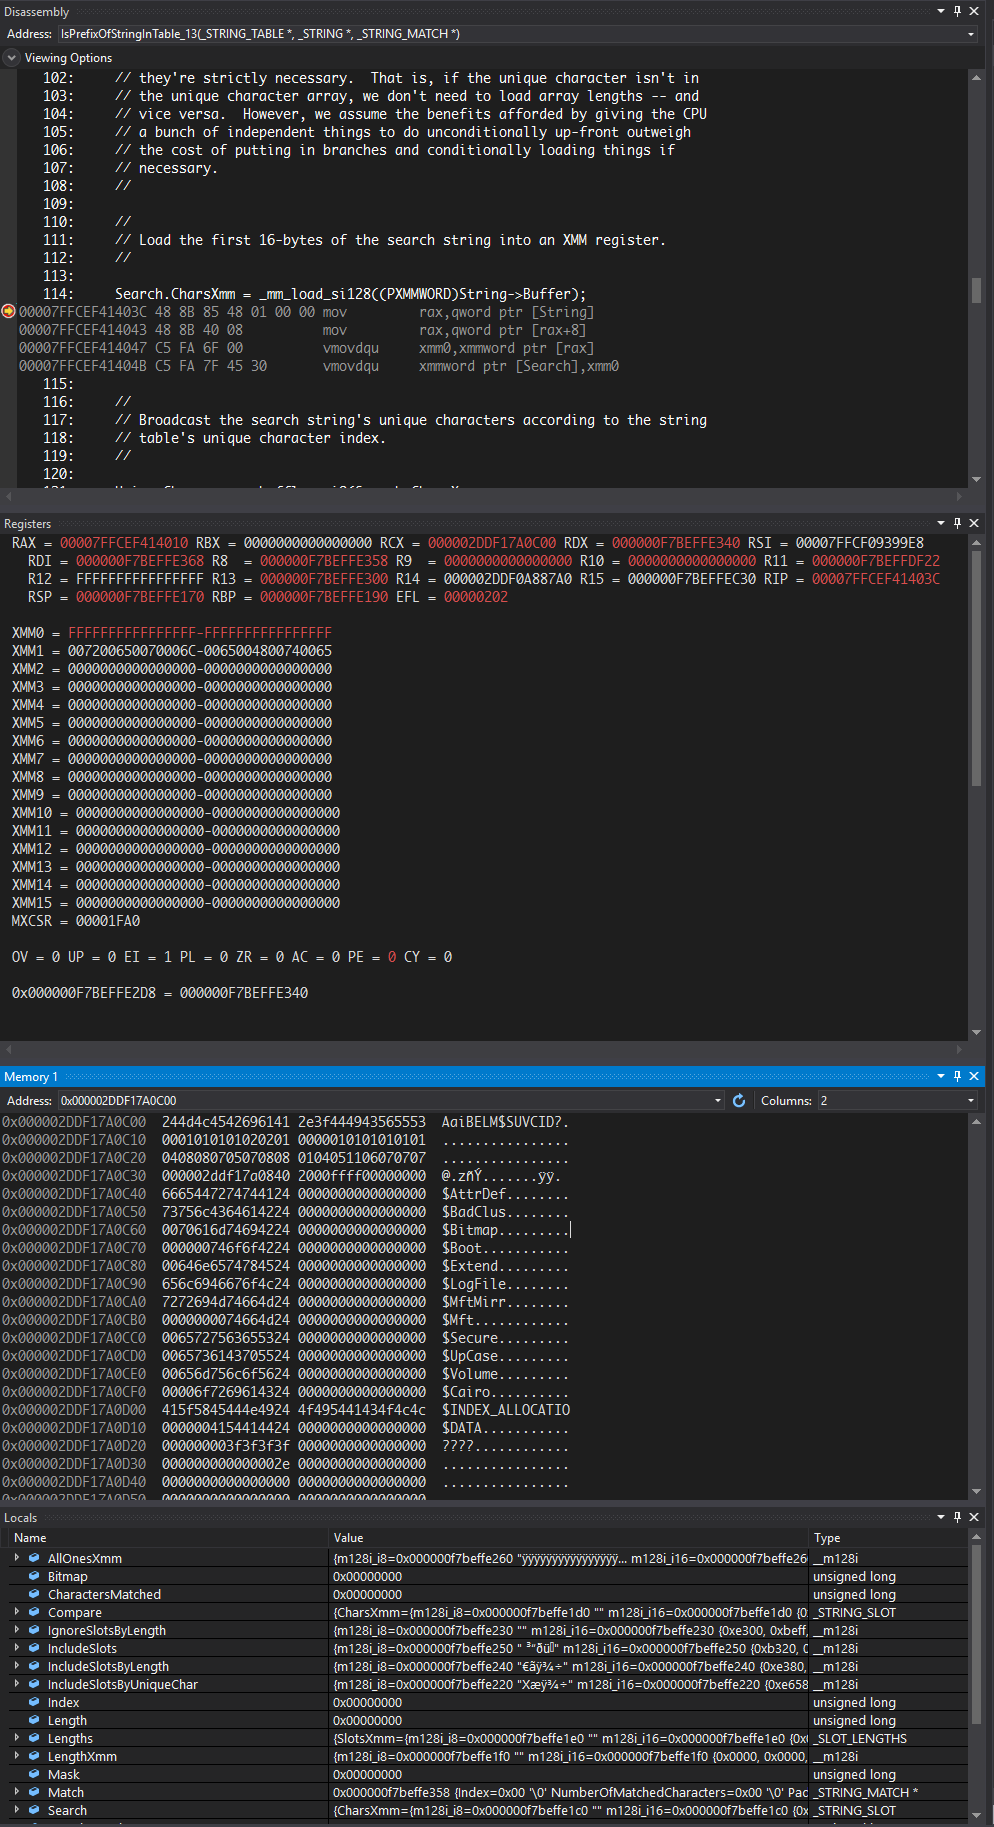 Disassembly
Address: IsPrefixOfStringInTable_13(_STRING_TABLE *, _STRING *, _STRING_MATCH *)
Viewing Options
102:     // they're strictly necessary.  That is, if the unique character isn't in
103:     // the unique character array, we don't need to load array lengths -- and
104:     // vice versa.  However, we assume the benefits afforded by giving the CPU
105:     // a bunch of independent things to do unconditionally up-front outweigh
106:     // the cost of putting in branches and conditionally loading things if
107:     // necessary.
108:     //
109:
110:     //
111:     // Load the first 16-bytes of the search string into an XMM register.
112:     //
113:
114:     Search.CharsXmm = _mm_load_si128((PXMMWORD)String->Buffer);
00007FFCEF41403C 48 8B 85 48 01 00 00 mov         rax,qword ptr [String]
00007FFCEF414043 48 8B 40 08          mov         rax,qword ptr [rax+8]
00007FFCEF414047 C5 FA 6F 00          vmovdqu     xmm0,xmmword ptr [rax]
00007FFCEF41404B C5 FA 7F 45 30       vmovdqu     xmmword ptr [Search],xmm0
115:
116:     //
117:     // Broadcast the search string's unique characters according to the string
118:     // table's unique character index.
119:     //
120:
Registers
RAX = 00007FFCEF414010 RBX = 0000000000000000 RCX = 000002DDF17A0C00 RDX = 000000F7BEFFE340 RSI = 00007FFCF09399E8
RDI = 000000F7BEFFE368 R8  = 000000F7BEFFE358 R9  = 0000000000000000 R10 = 0000000000000000 R11 = 000000F7BEFFDF22
R12 = FFFFFFFFFFFFFFFF R13 = 000000F7BEFFE300 R14 = 000002DDF0A887A0 R15 = 000000F7BEFFEC30 RIP = 00007FFCEF41403C
RSP = 000000F7BEFFE170 RBP = 000000F7BEFFE190 EFL = 00000202
XMM0 = FFFFFFFFFFFFFFFF-FFFFFFFFFFFFFFFF
XMM1 = 007200650070006C-0065004800740065
XMM2 = 0000000000000000-0000000000000000
XMM3 = 0000000000000000-0000000000000000
XMM4 = 0000000000000000-0000000000000000
XMM5 = 0000000000000000-0000000000000000
XMM6 = 0000000000000000-0000000000000000
XMM7 = 0000000000000000-0000000000000000
XMM8 = 0000000000000000-0000000000000000
XMM9 = 0000000000000000-0000000000000000
XMM10 = 0000000000000000-0000000000000000
XMM11 = 0000000000000000-0000000000000000
XMM12 = 0000000000000000-0000000000000000
XMM13 = 0000000000000000-0000000000000000
XMM14 = 0000000000000000-0000000000000000
XMM15 = 0000000000000000-0000000000000000
MXCSR = 00001FA0
OV = 0 UP = 0 EI = 1 PL = 0 ZR = 0 AC = 0 PE = 0 CY = 0
0x000000F7BEFFE2D8 = 000000F7BEFFE340
Memory 1
Address: 0x000002DDF17A0C00 Columns: 2
0x000002DDF17A0C00  244d4c4542696141 2e3f444943565553  AaiBELM$SUVCID?.
0x000002DDF17A0C10  0001010101020201 0000010101010101  ................
0x000002DDF17A0C20  0408080705070808 0104051106070707  ................
0x000002DDF17A0C30  000002ddf17a0840 2000ffff00000000  @.zñÝ.......ÿÿ.
0x000002DDF17A0C40  6665447274744124 0000000000000000  $AttrDef........
0x000002DDF17A0C50  73756c4364614224 0000000000000000  $BadClus........
0x000002DDF17A0C60  0070616d74694224 0000000000000000  $Bitmap.........
0x000002DDF17A0C70  000000746f6f4224 0000000000000000  $Boot...........
0x000002DDF17A0C80  00646e6574784524 0000000000000000  $Extend.........
0x000002DDF17A0C90  656c6946676f4c24 0000000000000000  $LogFile........
0x000002DDF17A0CA0  7272694d74664d24 0000000000000000  $MftMirr........
0x000002DDF17A0CB0  0000000074664d24 0000000000000000  $Mft............
0x000002DDF17A0CC0  0065727563655324 0000000000000000  $Secure.........
0x000002DDF17A0CD0  0065736143705524 0000000000000000  $UpCase.........
0x000002DDF17A0CE0  00656d756c6f5624 0000000000000000  $Volume.........
0x000002DDF17A0CF0  00006f7269614324 0000000000000000  $Cairo..........
0x000002DDF17A0D00  415f5845444e4924 4f495441434f4c4c  $INDEX_ALLOCATIO
0x000002DDF17A0D10  0000004154414424 0000000000000000  $DATA...........
0x000002DDF17A0D20  000000003f3f3f3f 0000000000000000  ????............
0x000002DDF17A0D30  000000000000002e 0000000000000000  ................
0x000002DDF17A0D40  0000000000000000 0000000000000000  ................
0x000002DDF17A0D50  0000000000000000 0000000000000000
Locals
Name Value Type
AllOnesXmm {m128i_i8=0x000000f7beffe260 "ÿÿÿÿÿÿÿÿÿÿÿÿÿÿÿÿ... m128i_i16=0x000000f7beffe26 __m128i
Bitmap 0x00000000 unsigned long
CharactersMatched 0x00000000 unsigned long
Compare {CharsXmm={m128i_i8=0x000000f7beffe1d0 "" m128i_i16=0x000000f7beffe1d0 {0 _STRING_SLOT
IgnoreSlotsByLength {m128i_i8=0x000000f7beffe230 "" m128i_i16=0x000000f7beffe230 {0xe300, 0xbeff, __m128i
IncludeSlots {m128i_i8=0x000000f7beffe250 m128i_i16=0x000000f7beffe250 {0xb320, __m128i
IncludeSlotsByLength {m128i_i8=0x000000f7beffe240 "€ãÿ¾÷" m128i_i16=0x000000f7beffe240 {0xe380, __m128i
IncludeSlotsByUniqueChar {m128i_i8=0x000000f7beffe220 "Xæÿ¾÷" m128i_i16=0x000000f7beffe220 {0xe658 __m128i
Index 0x00000000 unsigned long
Length 0x00000000 unsigned long
Lengths {SlotsXmm={m128i_i8=0x000000f7beffe1e0 "" m128i_i16=0x000000f7beffe1e0 {0 _SLOT_LENGTHS
LengthXmm {m128i_i8=0x000000f7beffe1f0 "" m128i_i16=0x000000f7beffe1f0 {0x0000, 0x0000, __m128i
Mask 0x00000000 unsigned long
Match 0x000000f7beffe358 {Index=0x00 '\0' NumberOfMatchedCharacters=0x00 '\0' Pad _STRING_MATCH *
Search {CharsXmm={m128i_i8=0x000000f7beffe1c0 "" m128i_i16=0x000000f7beffe1c0 {0x _STRING_SLOT